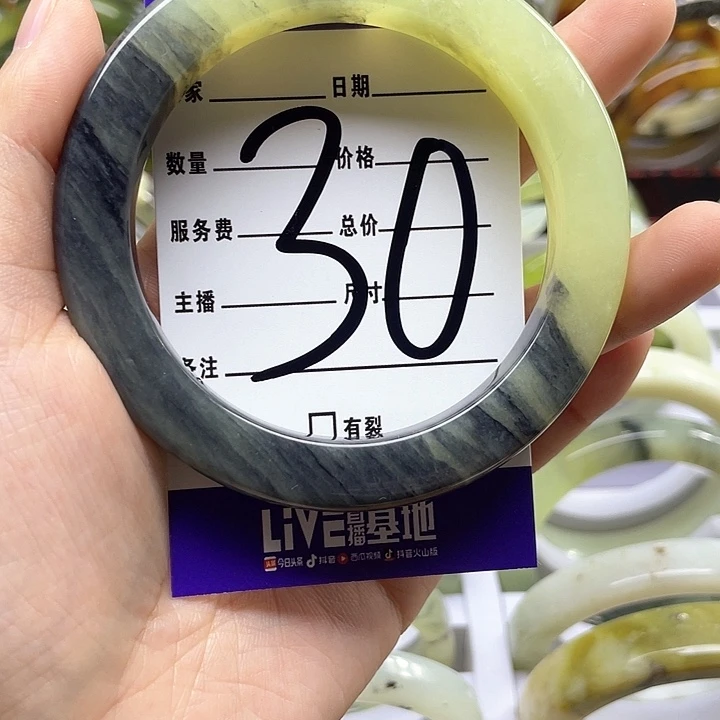 家 日期
数量 价格
服务费 总价
主播 尺寸
备注
30
有裂
LIVE直播基地
今日头条 抖音 西瓜视频 抖音火山版